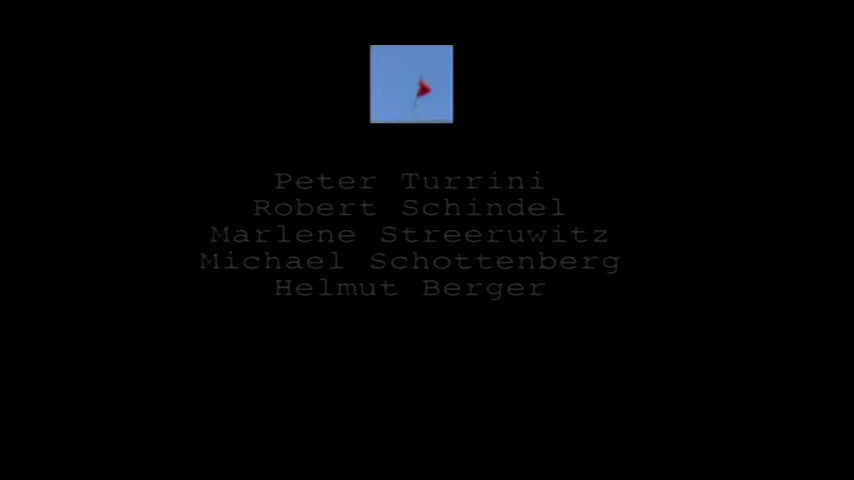 Peter Turrini
Robert Schindel
Marlene Streeruwitz
Michael Schottenberg
Helmut Berger